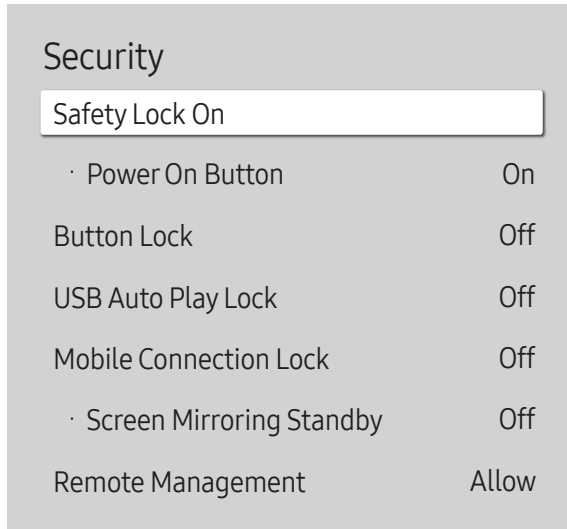 Security
Safety Lock On
· Power On Button On
Button Lock Off
USB Auto Play Lock Off
Mobile Connection Lock Off
· Screen Mirroring Standby Off
Remote Management Allow